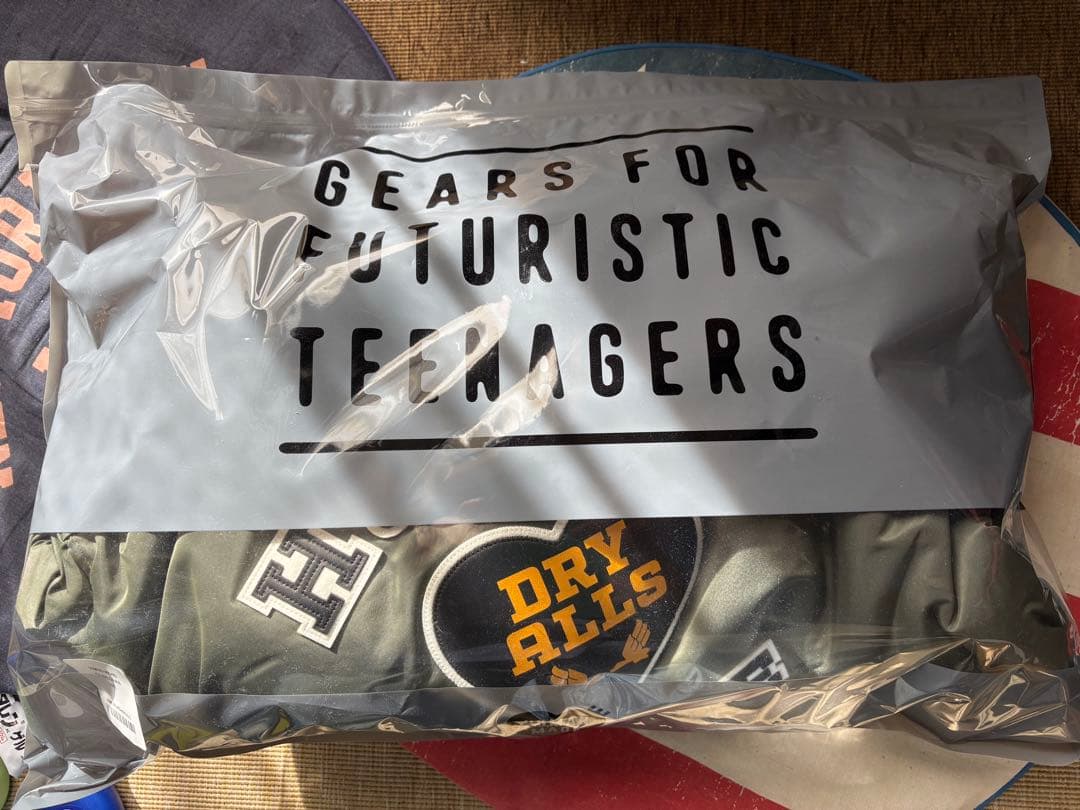 GEARS FOR
FUTURISTIC
TEENAGERS
H
DRY
ALLS